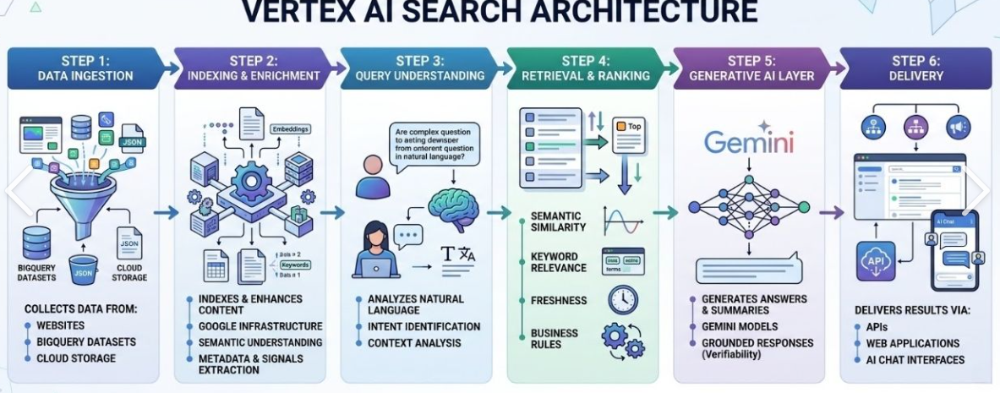 VERTEX AI SEARCH ARCHITECTURE
STEP 1:
DATA INGESTION
JSON
JSON
JSON
BIGQUERY
DATASETS
CLOUD
STORAGE
COLLECTS DATA FROM:
WEBSITES
BIGQUERY DATASETS
CLOUD STORAGE
STEP 2:
INDEXING & ENRICHMENT
Embeddings
Keywords
INDEXES & ENHANCES
CONTENT
GOOGLE INFRASTRUCTURE
SEMANTIC UNDERSTANDING
METADATA & SIGNALS
EXTRACTION
STEP 3:
QUERY UNDERSTANDING
Are complex question
to aeting dewisper
from onterent question
in natural language?
ANALYZES NATURAL
LANGUAGE
INTENT IDENTIFICATION
CONTEXT ANALYSIS
STEP 4:
RETRIEVAL & RANKING
Top
SEMANTIC
SIMILARITY
KEYWORD
RELEVANCE
terms
FRESHNESS
BUSINESS
RULES
STEP 5:
GENERATIVE AI LAYER
Gemini
GENERATES ANSWERS
& SUMMARIES
GEMINI MODELS
GROUNDED RESPONSES
(Verifiability)
STEP 6:
DELIVERY
AI Chat
API
DELIVERS RESULTS VIA:
APIs
WEB APPLICATIONS
AI CHAT INTERFACES